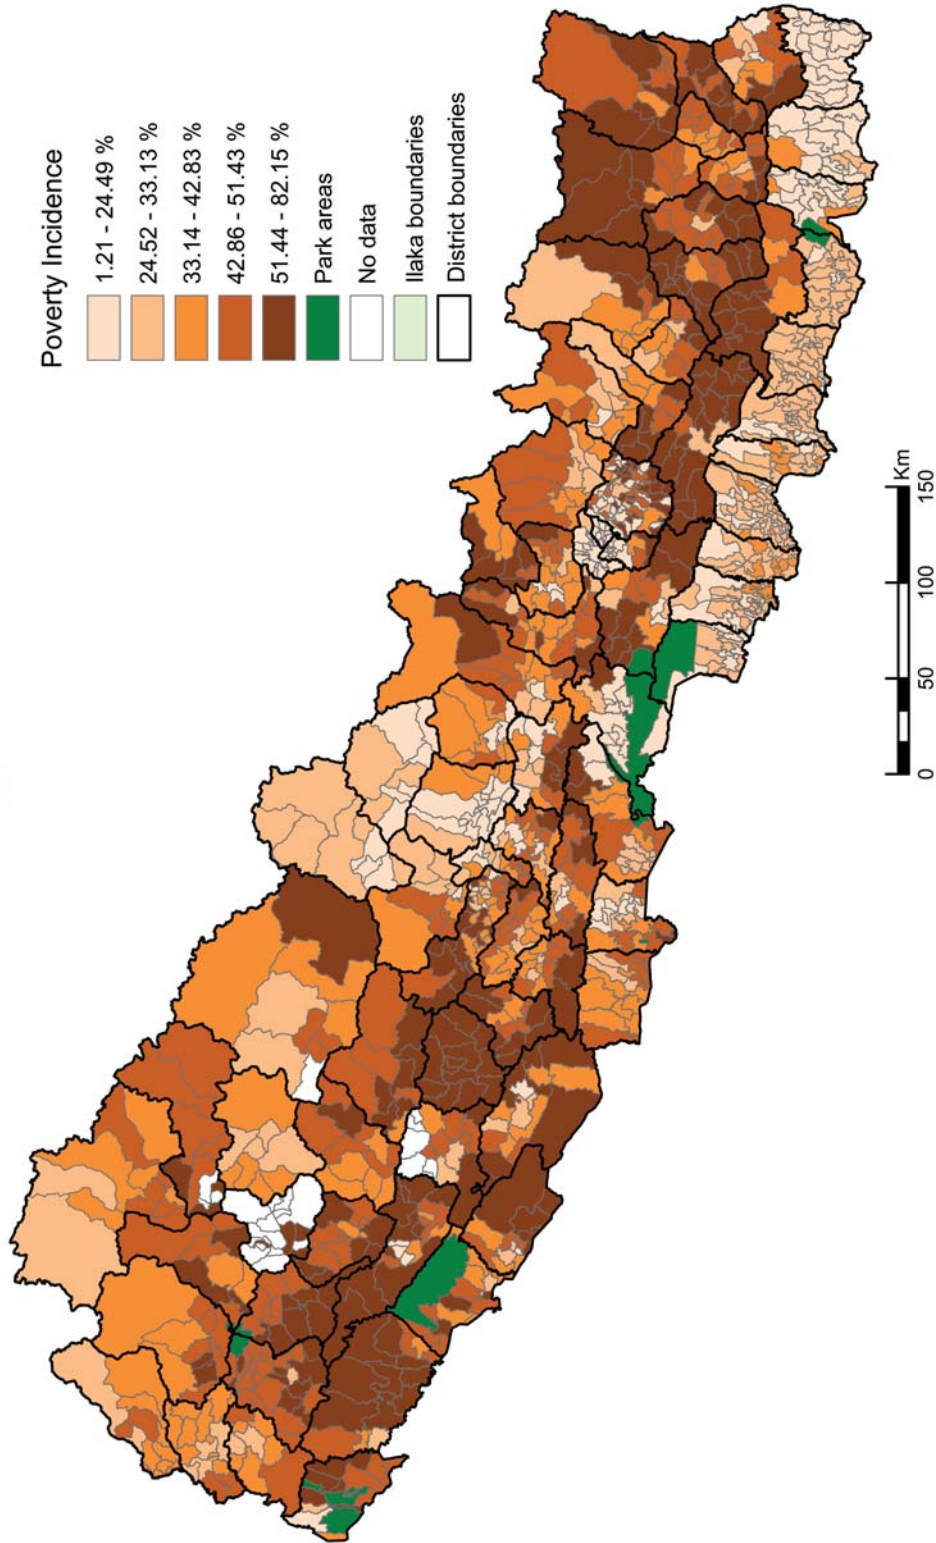 Poverty Incidence
1.21 - 24.49 %
24.52 - 33.13 %
33.14 - 42.83 %
42.86 - 51.43 %
51.44 - 82.15 %
Park areas
No data
Ilaka boundaries
District boundaries
Km
0 50 100 150